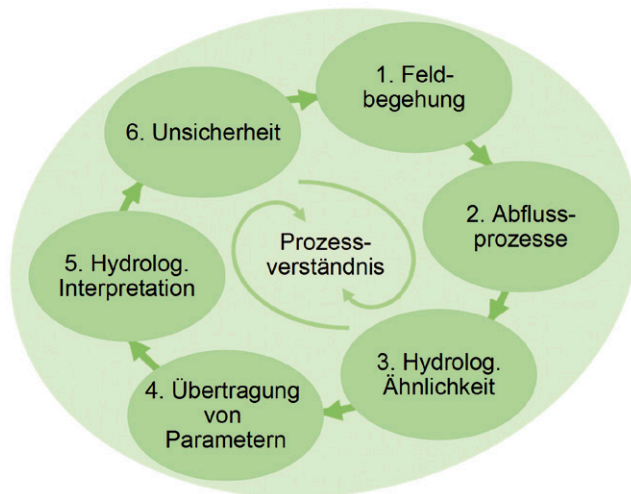 1. Feld-
begehung
2. Abfluss-
prozesse
3. Hydrolog.
Ähnlichkeit
4. Übertragung
von
Parametern
5. Hydrolog.
Interpretation
6. Unsicherheit
Prozess-
verständnis